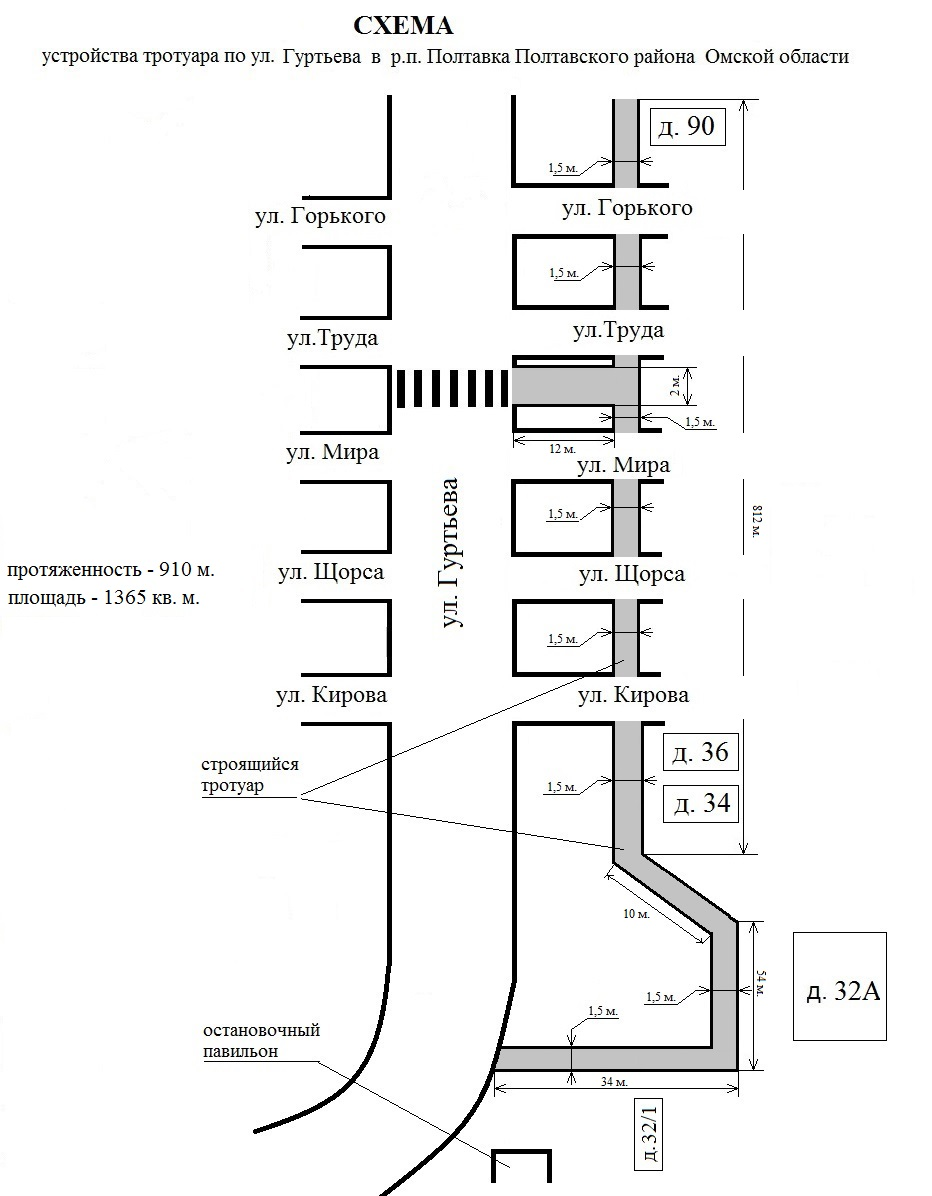 СХЕМА
устройства тротуара по ул. Гуртьева в р.п. Полтавка Полтавского района Омской области
д. 90
1,5 м.
ул. Горького
ул. Горького
1,5 м.
ул.Труда
ул.Труда
2 м.
1,5 м.
12 м.
ул. Мира
ул. Мира
812 м.
1,5 м.
ул. Гуртьева
протяженность - 910 м.
ул. Щорса
ул. Щорса
площадь - 1365 кв. м.
1,5 м.
ул. Кирова
ул. Кирова
строящийся
тротуар
д. 36
1,5 м.
д. 34
10 м.
54 м.
1,5 м.
д. 32А
1,5 м.
остановочный
павильон
34 м.
д.32/1